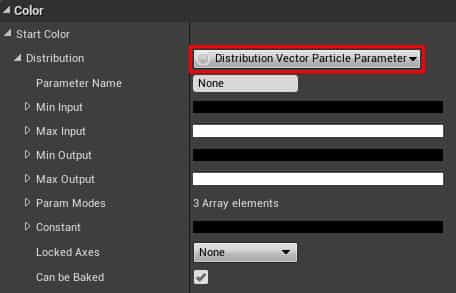 Color
Start Color
Distribution
Distribution Vector Particle Parameter
Parameter Name
None
Min Input
Max Input
Min Output
Max Output
Param Modes
3 Array elements
Constant
Locked Axes
None
Can be Baked